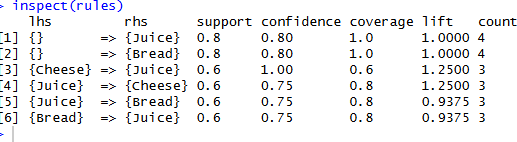 > inspect(rules)
    lhs         rhs      support confidence coverage lift   count
[1] {}       => {Juice}  0.8     0.80       1.0      1.0000 4
[2] {}       => {Bread}  0.8     0.80       1.0      1.0000 4
[3] {Cheese} => {Juice}  0.6     1.00       0.6      1.2500 3
[4] {Juice}  => {Cheese} 0.6     0.75       0.8      1.2500 3
[5] {Juice}  => {Bread}  0.6     0.75       0.8      0.9375 3
[6] {Bread}  => {Juice}  0.6     0.75       0.8      0.9375 3
>